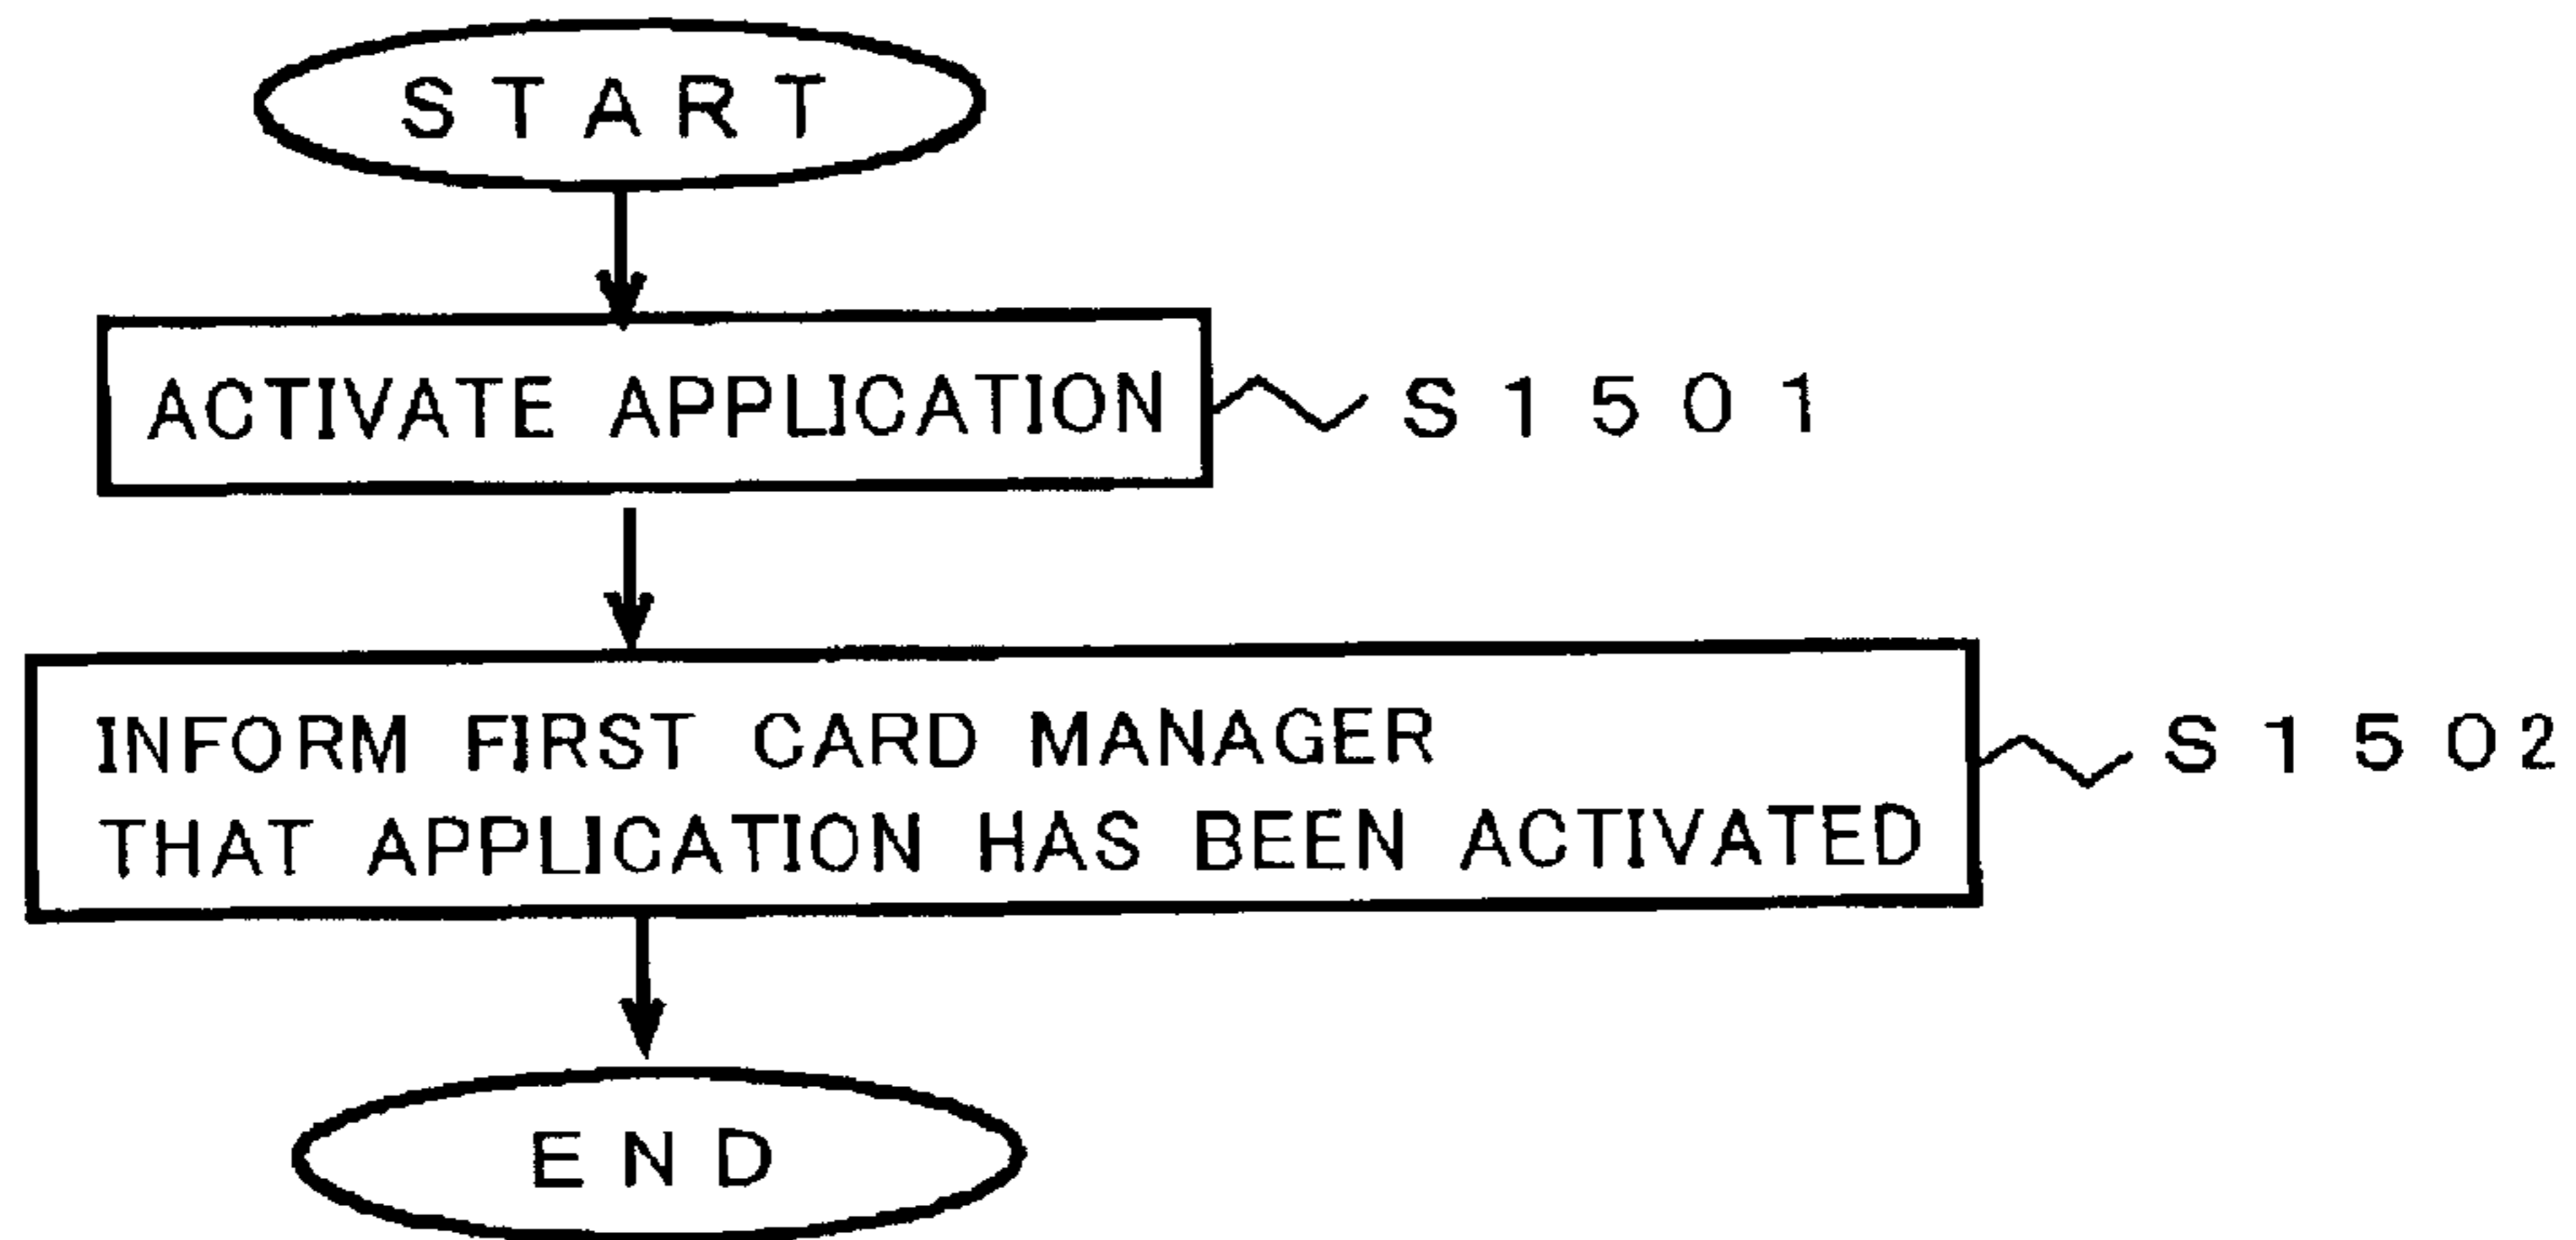 START
ACTIVATE APPLICATION
S1501
INFORM FIRST CARD MANAGER
THAT APPLICATION HAS BEEN ACTIVATED
S1502
END